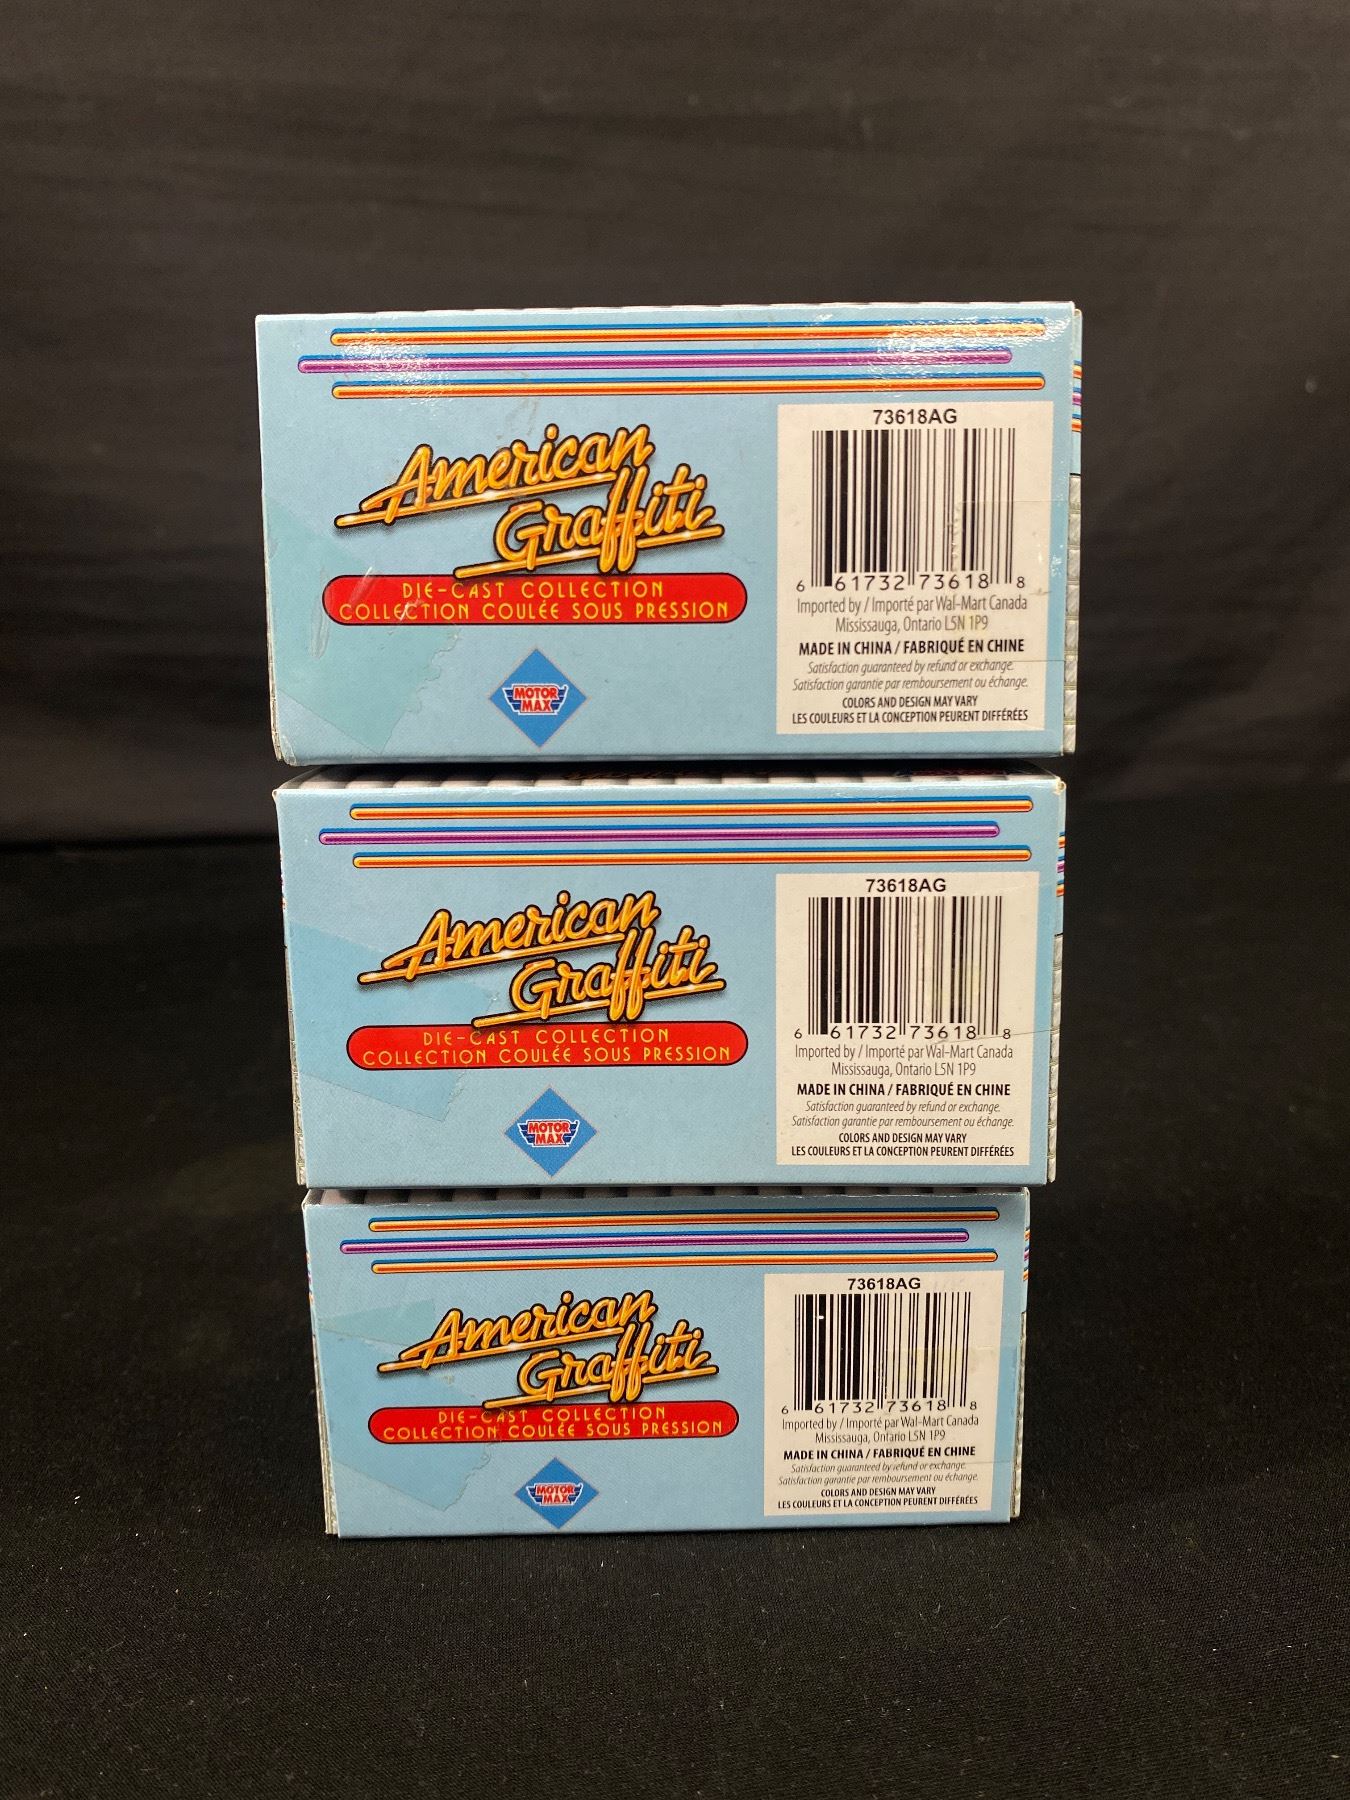 American
Graffiti
DIE-CAST COLLECTION
COLLECTION COULÉE SOUS PRESSION
MOTOR
MAX
73618AG
6 61732 73618 8
Imported by / Importé par Wal-Mart Canada
Mississauga, Ontario L5N 1P9
MADE IN CHINA / FABRIQUÉ EN CHINE
Satisfaction guaranteed by refund or exchange.
Satisfaction garantie par remboursement ou échange.
COLORS AND DESIGN MAY VARY
LES COULEURS ET LA CONCEPTION PEURENT DIFFÉRÉES
American
Graffiti
DIE-CAST COLLECTION
COLLECTION COULÉE SOUS PRESSION
MOTOR
MAX
73618AG
6 61732 73618 8
Imported by / Importé par Wal-Mart Canada
Mississauga, Ontario L5N 1P9
MADE IN CHINA / FABRIQUÉ EN CHINE
Satisfaction guaranteed by refund or exchange.
Satisfaction garantie par remboursement ou échange.
COLORS AND DESIGN MAY VARY
LES COULEURS ET LA CONCEPTION PEURENT DIFFÉRÉES
American
Graffiti
DIE-CAST COLLECTION
COLLECTION COULÉE SOUS PRESSION
MOTOR
MAX
73618AG
6 61732 73618 8
Imported by / Importé par Wal-Mart Canada
Mississauga, Ontario L5N 1P9
MADE IN CHINA / FABRIQUÉ EN CHINE
Satisfaction guaranteed by refund or exchange.
Satisfaction garantie par remboursement ou échange.
COLORS AND DESIGN MAY VARY
LES COULEURS ET LA CONCEPTION PEURENT DIFFÉRÉES